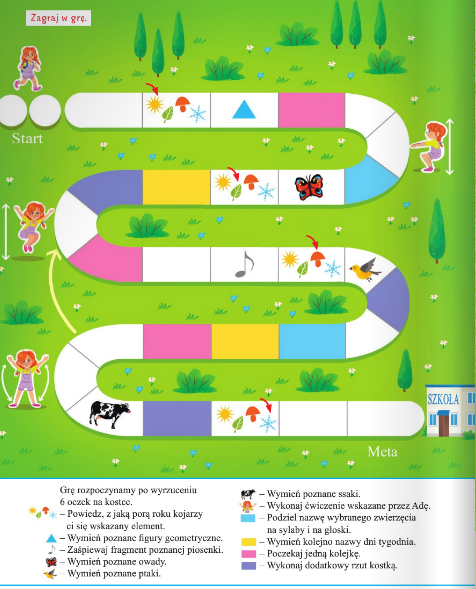 Zagraj w grę.
Start
SZKOŁA
Meta
Grę rozpoczynamy po wyrzuceniu
6 oczek na kostce.
– Powiedz, z jaką porą roku kojarzy
ci się wskazany element.
– Wymień poznane figury geometryczne.
– Zaśpiewaj fragment poznanej piosenki.
– Wymień poznane owady.
– Wymień poznane ptaki.
– Wymień poznane ssaki.
– Wykonaj ćwiczenie wskazane przez Adę.
– Podziel nazwę wybranego zwierzęcia
na sylaby i na głoski.
– Wymień kolejno nazwy dni tygodnia.
– Poczekaj jedną kolejkę.
– Wykonaj dodatkowy rzut kostką.